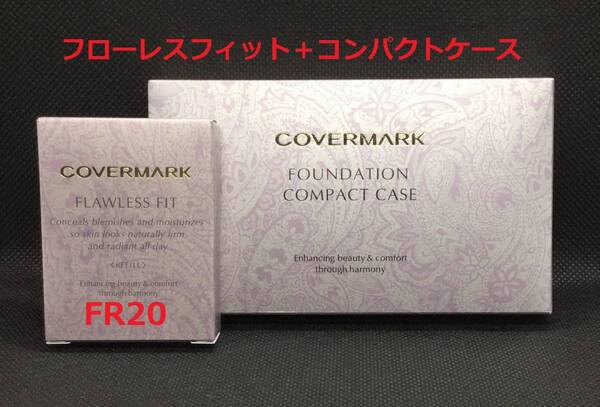 フローレスフィット＋コンパクトケース
COVERMARK
FLAWLESS FIT
Conceals blemishes and moisturizes
so skin looks naturally firm
and radiant all day.
<REFILL>
Enhancing beauty & comfort
through harmony
FR20
COVERMARK
FOUNDATION
COMPACT CASE
Enhancing beauty & comfort
through harmony